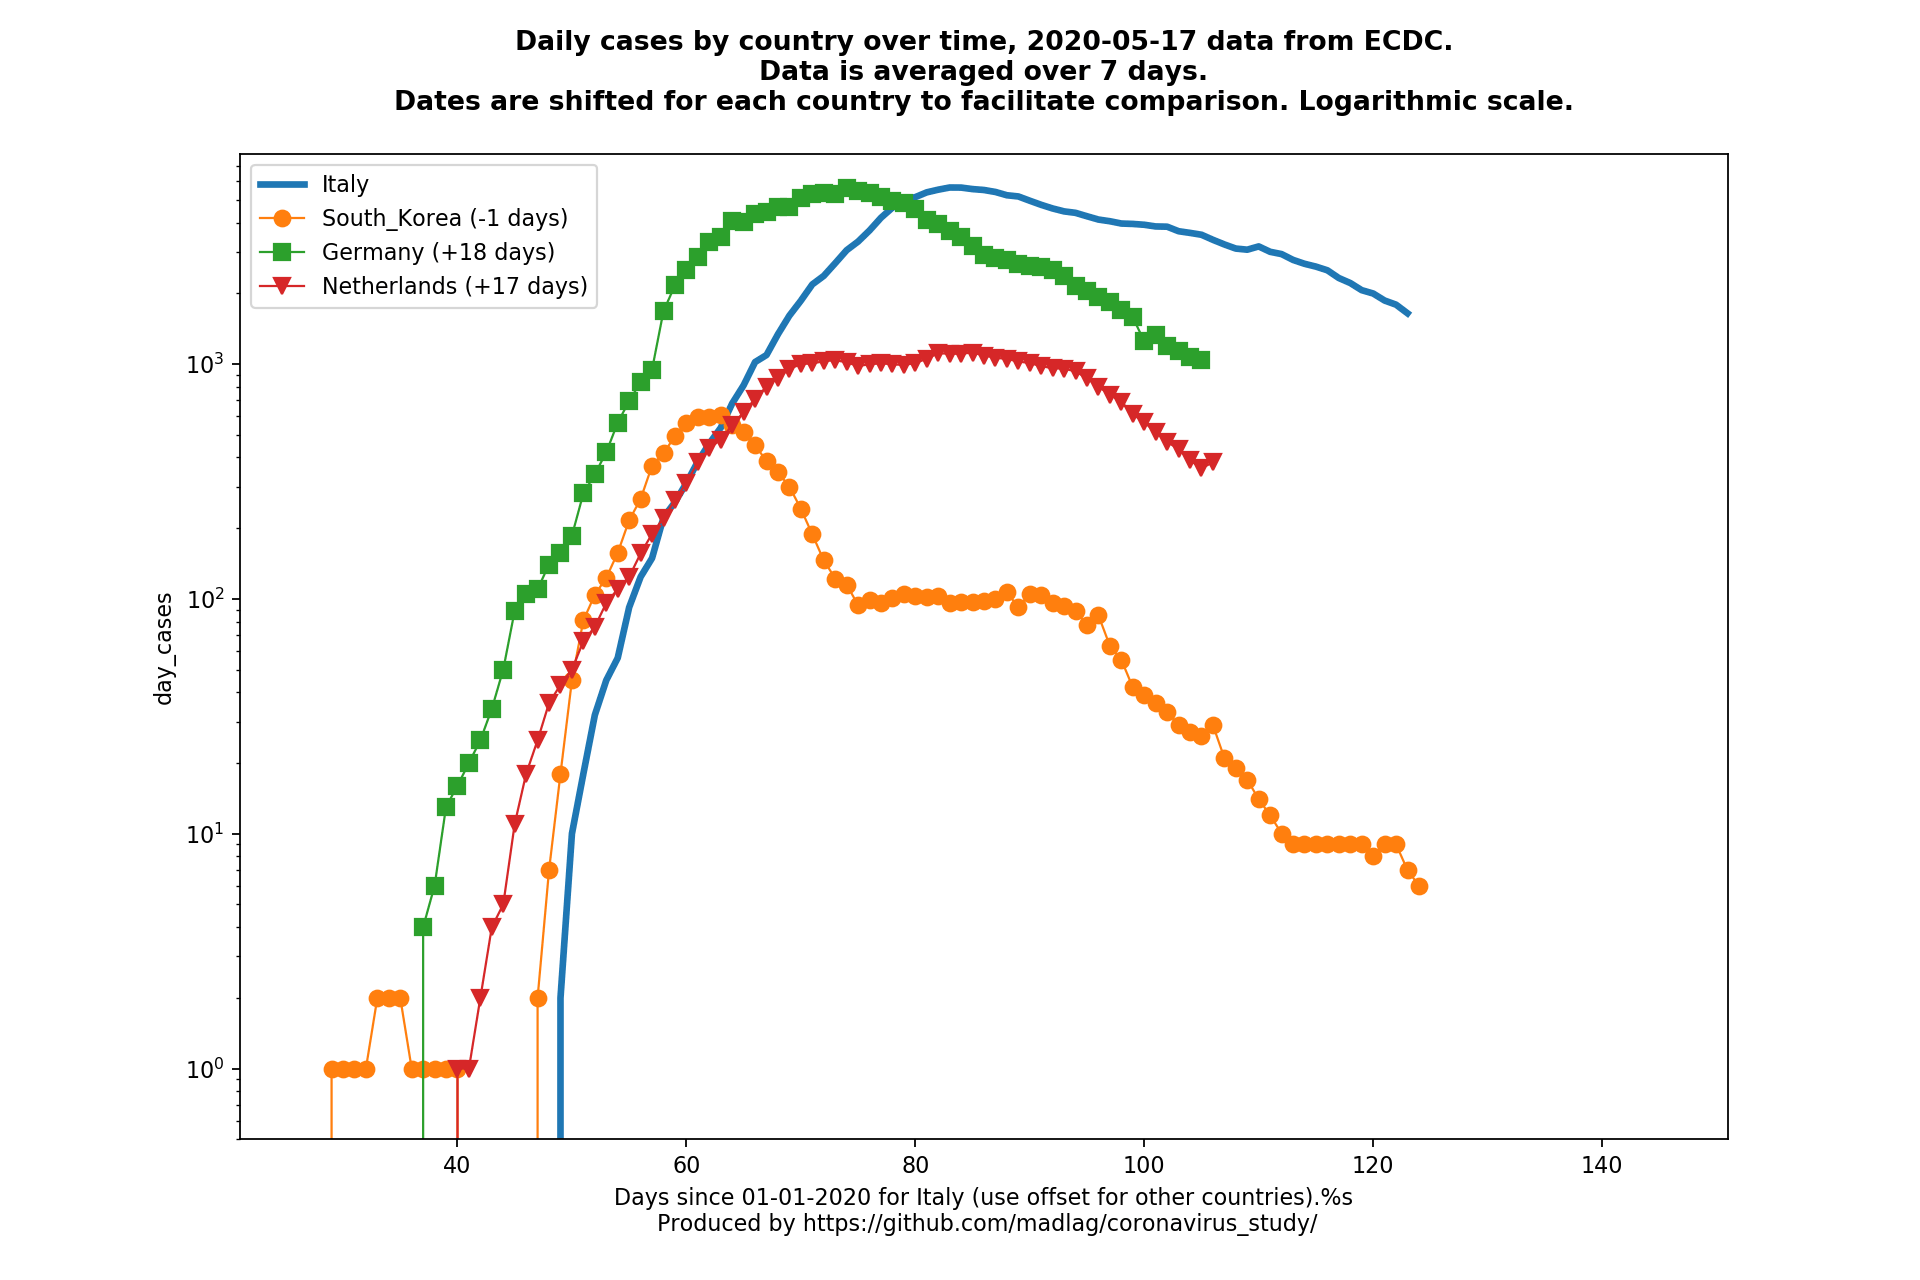 Daily cases by country over time, 2020-05-17 data from ECDC.
Data is averaged over 7 days.
Dates are shifted for each country to facilitate comparison. Logarithmic scale.
Italy
South_Korea (-1 days)
Germany (+18 days)
Netherlands (+17 days)
day_cases
10³
10²
10¹
10⁰
40 60 80 100 120 140
Days since 01-01-2020 for Italy (use offset for other countries).%s
Produced by https://github.com/madlag/coronavirus_study/